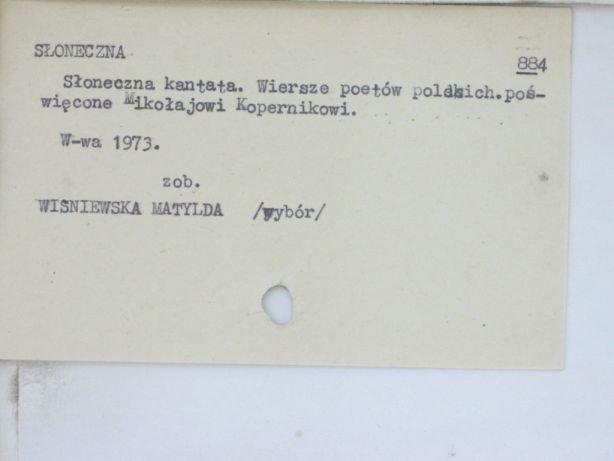 SŁONECZNA
884
Słoneczna kantata. Wiersze poetów polskich.poś-
więcone Mikołajowi Kopernikowi.
W-wa 1973.
zob.
WIŚNIEWSKA MATYLDA /wybór/